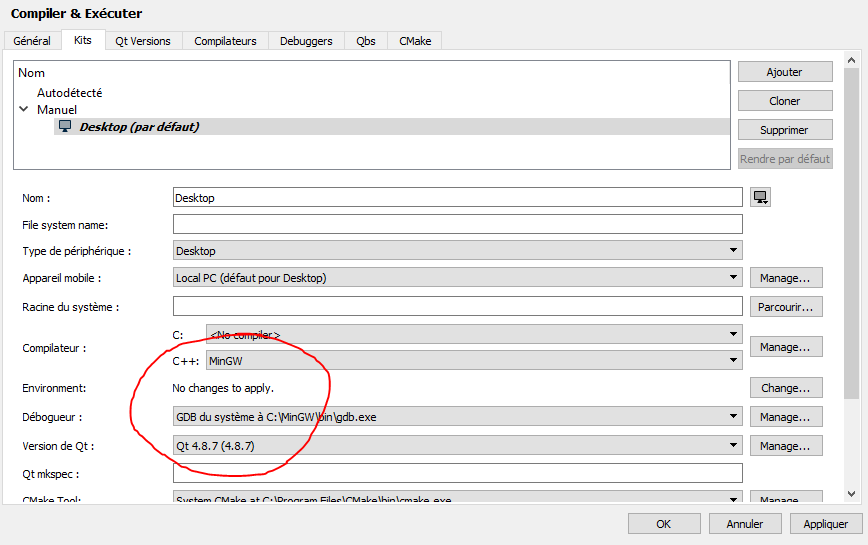 Compiler & Exécuter
Général Kits Qt Versions Compilateurs Debuggers Qbs CMake
Nom
Autodétecté
Manuel
Desktop (par défaut)
Ajouter
Cloner
Supprimer
Rendre par défaut
Nom : Desktop
File system name:
Type de périphérique : Desktop
Appareil mobile : Local PC (défaut pour Desktop) Manage...
Racine du système : Parcourir...
Compilateur : C: <No compiler> Manage...
C++: MinGW
Environment: No changes to apply. Change...
Débogueur : GDB du système à C:\MinGW\bin\gdb.exe Manage...
Version de Qt : Qt 4.8.7 (4.8.7) Manage...
Qt mkspec :
CMake Tool: System CMake at C:\Program Files\CMake\bin\cmake.exe Manage...
OK Annuler Appliquer